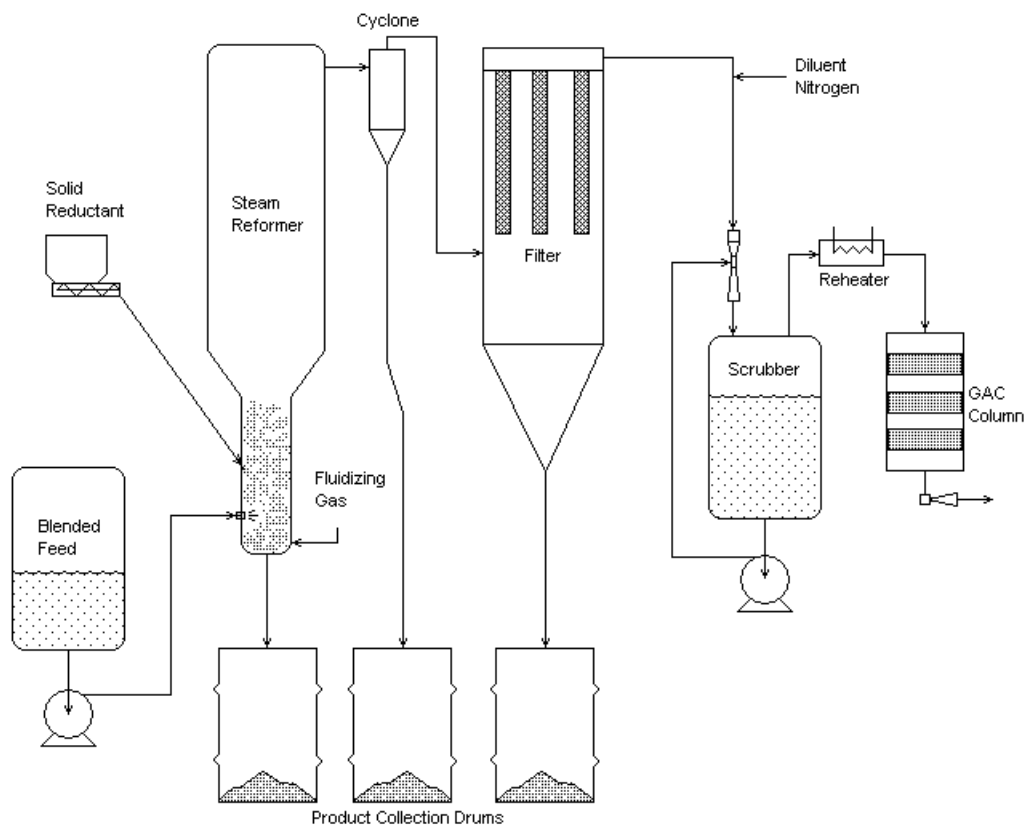 Cyclone
Diluent
Nitrogen
Solid
Reductant
Steam
Reformer
Filter
Reheater
Scrubber
GAC
Column
Fluidizing
Gas
Blended
Feed
Product Collection Drums